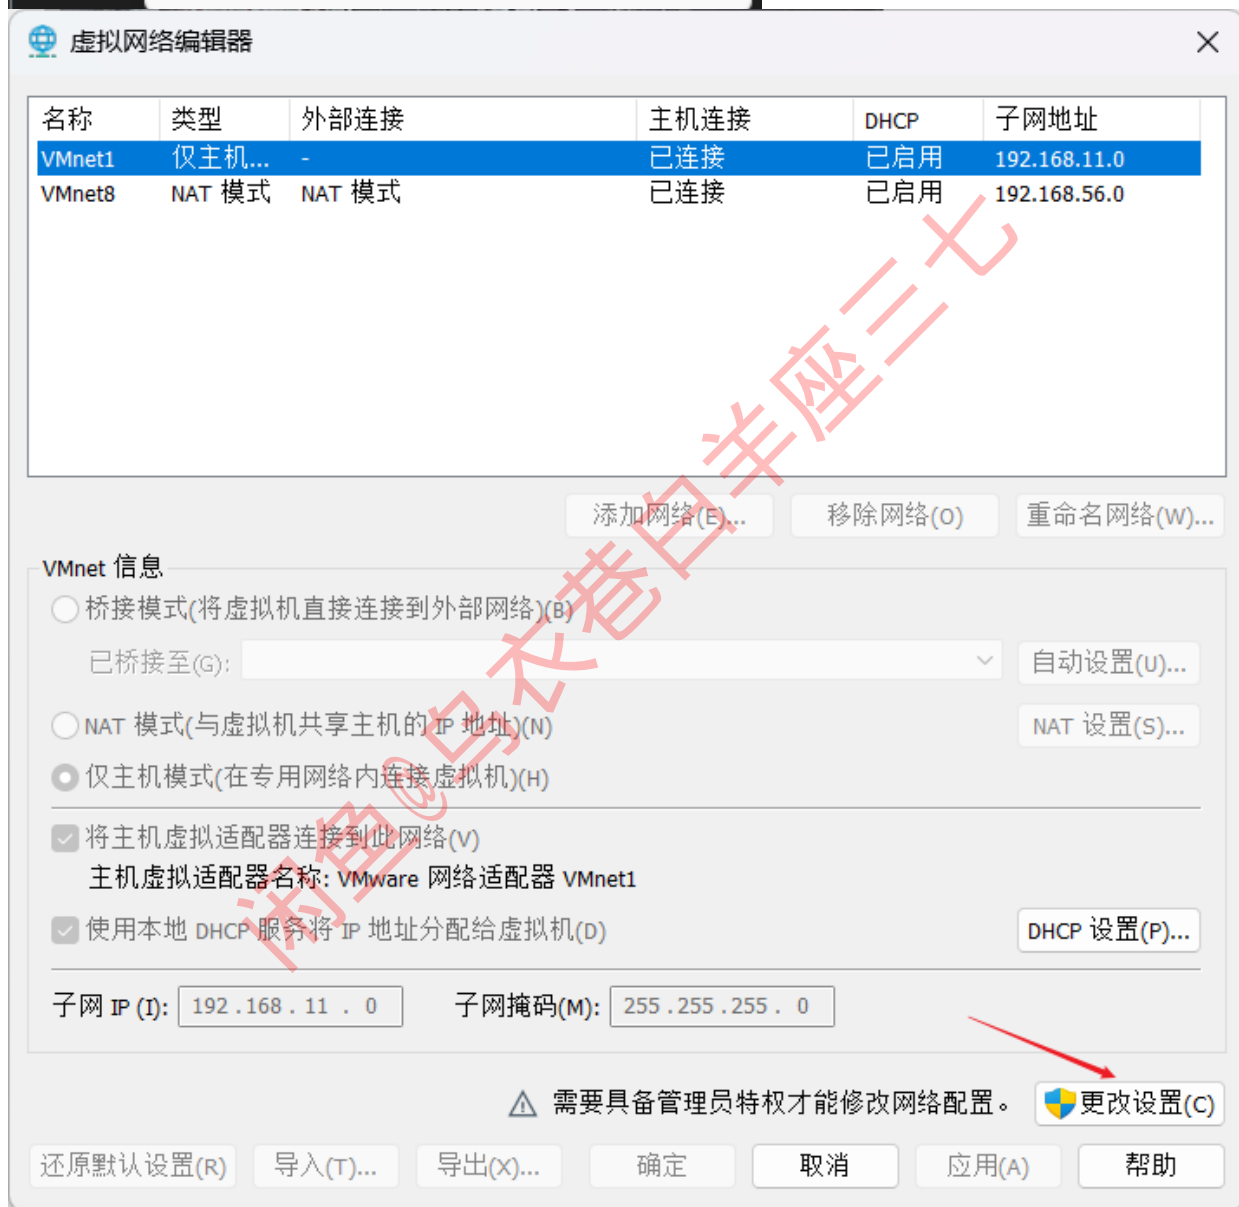 虚拟网络编辑器
名称 类型 外部连接 主机连接 DHCP 子网地址
VMnet1 仅主机... - 已连接 已启用 192.168.11.0
VMnet8 NAT 模式 NAT 模式 已连接 已启用 192.168.56.0
添加网络(E)... 移除网络(O) 重命名网络(W)...
VMnet 信息
桥接模式(将虚拟机直接连接到外部网络)(B)
已桥接至(G): 自动设置(U)...
NAT 模式(与虚拟机共享主机的 IP 地址)(N) NAT 设置(S)...
仅主机模式(在专用网络内连接虚拟机)(H)
将主机虚拟适配器连接到此网络(V)
主机虚拟适配器名称: VMware 网络适配器 VMnet1
使用本地 DHCP 服务将 IP 地址分配给虚拟机(D) DHCP 设置(P)...
子网 IP (I): 192.168.11.0 子网掩码(M): 255.255.255.0
需要具备管理员特权才能修改网络配置。 更改设置(C)
还原默认设置(R) 导入(T)... 导出(X)... 确定 取消 应用(A) 帮助
闲鱼@乌衣巷白羊座三七